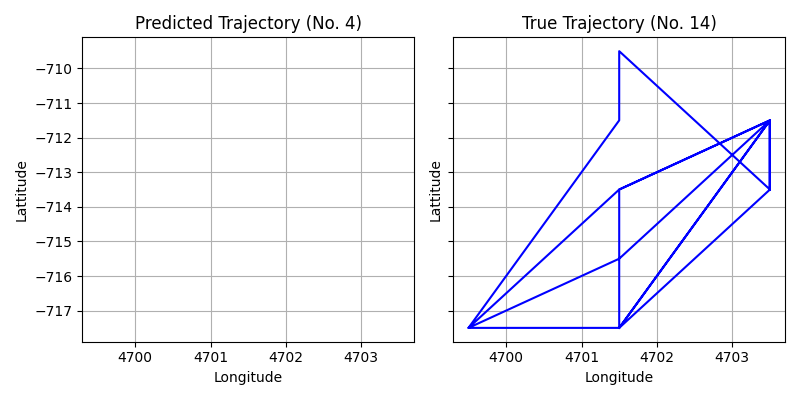 Predicted Trajectory (No. 4)
True Trajectory (No. 14)
Lattitude
−710
−711
−712
−713
−714
−715
−716
−717
4700
4701
4702
4703
Longitude
Lattitude
4700
4701
4702
4703
Longitude